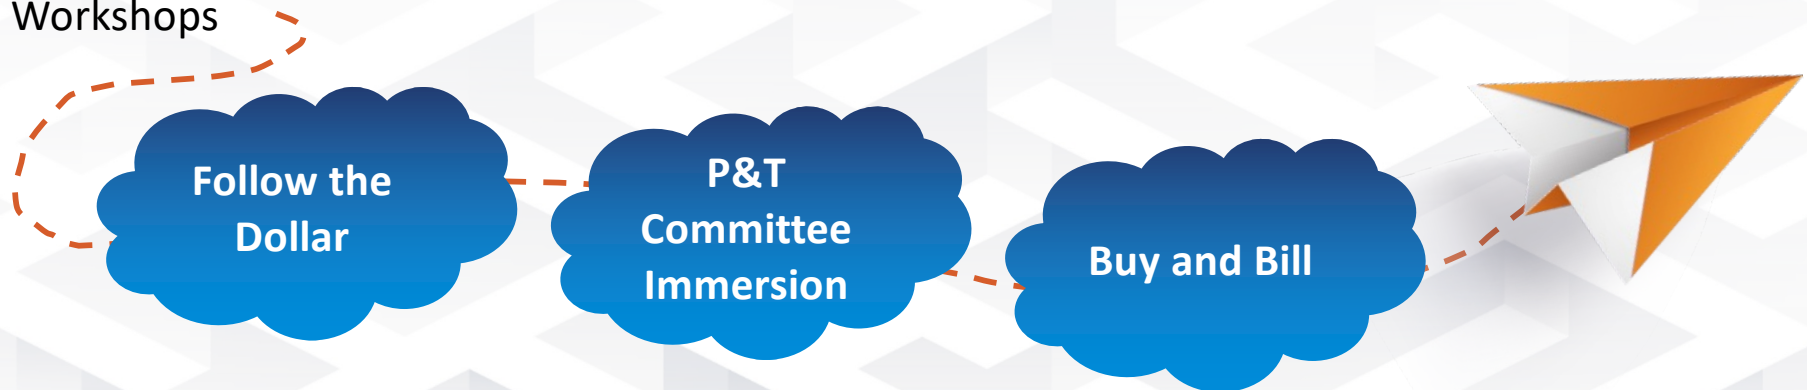 Workshops
Follow the
Dollar
P&T
Committee
Immersion
Buy and Bill